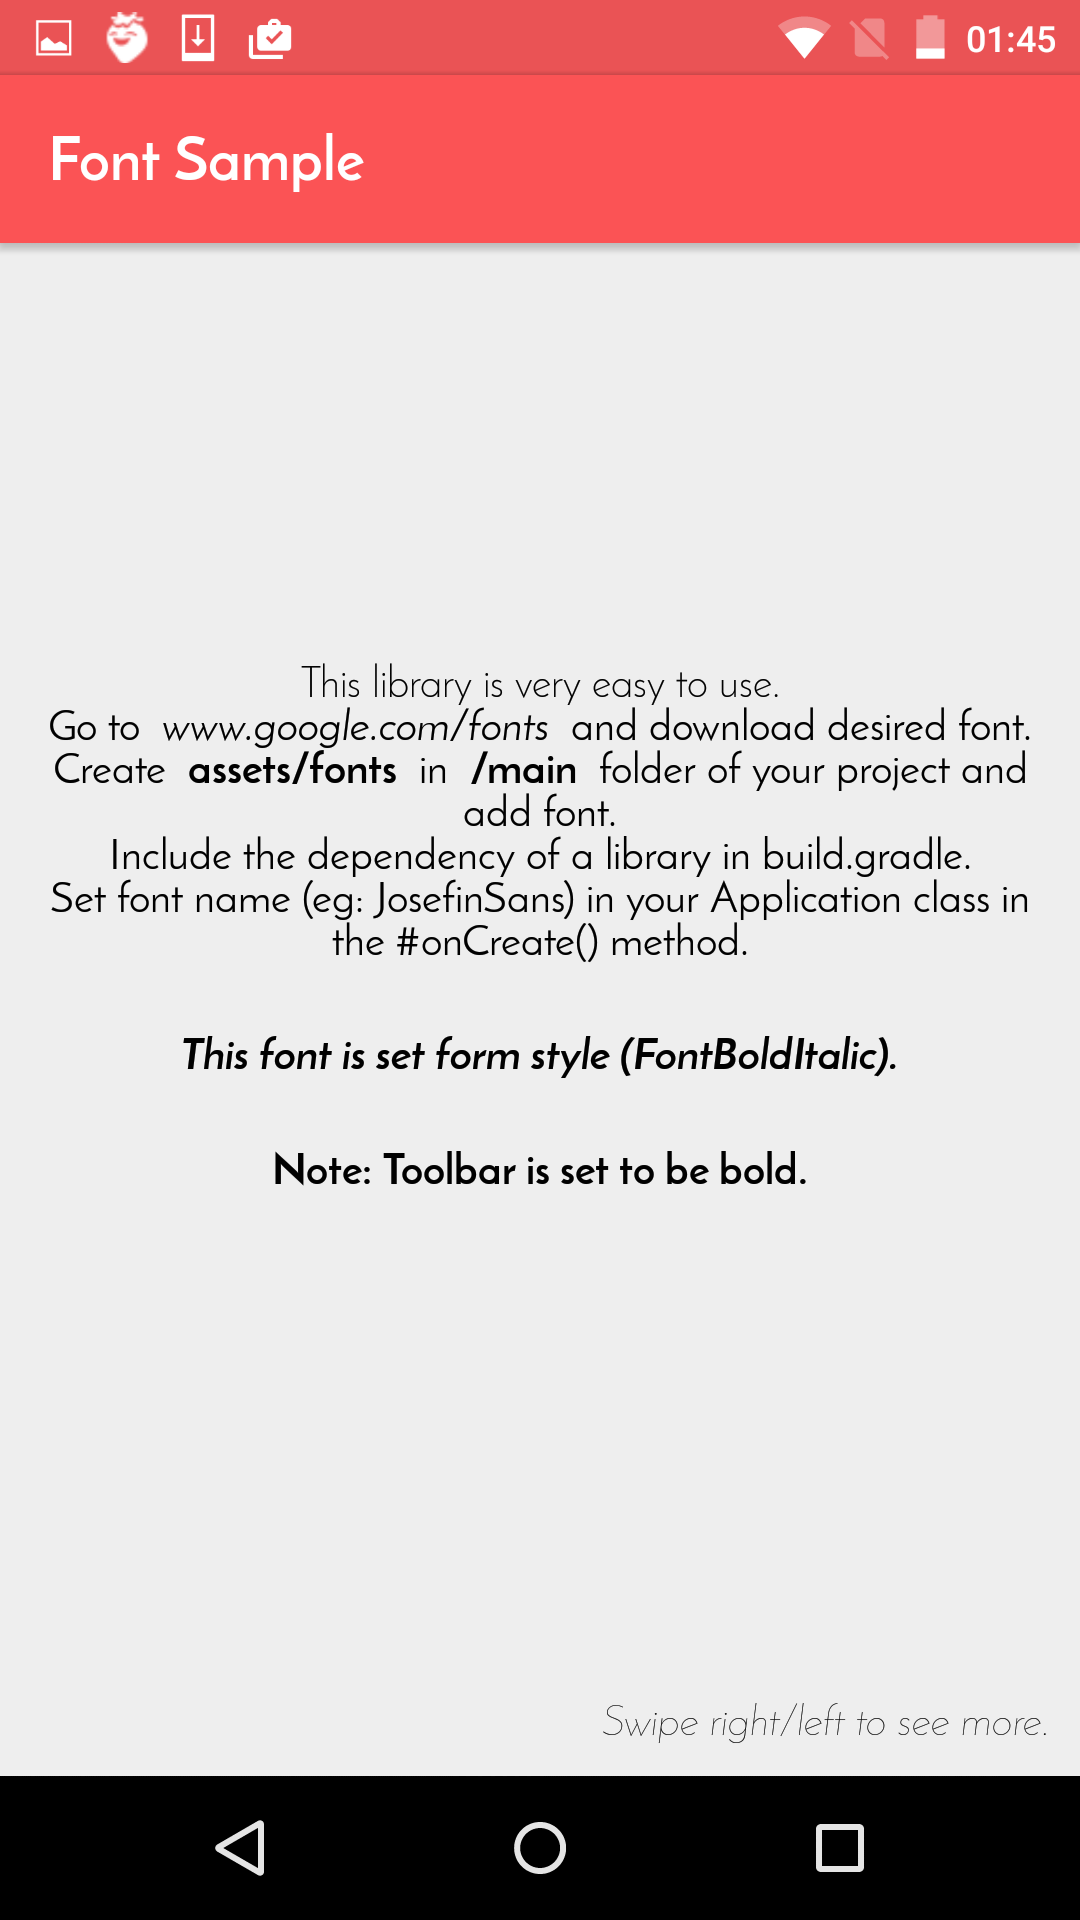 01:45
Font Sample
This library is very easy to use.
Go to www.google.com/fonts and download desired font.
Create assets/fonts in /main folder of your project and
add font.
Include the dependency of a library in build.gradle.
Set font name (eg: JosefinSans) in your Application class in
the #onCreate() method.
This font is set form style (FontBoldItalic).
Note: Toolbar is set to be bold.
Swipe right/left to see more.